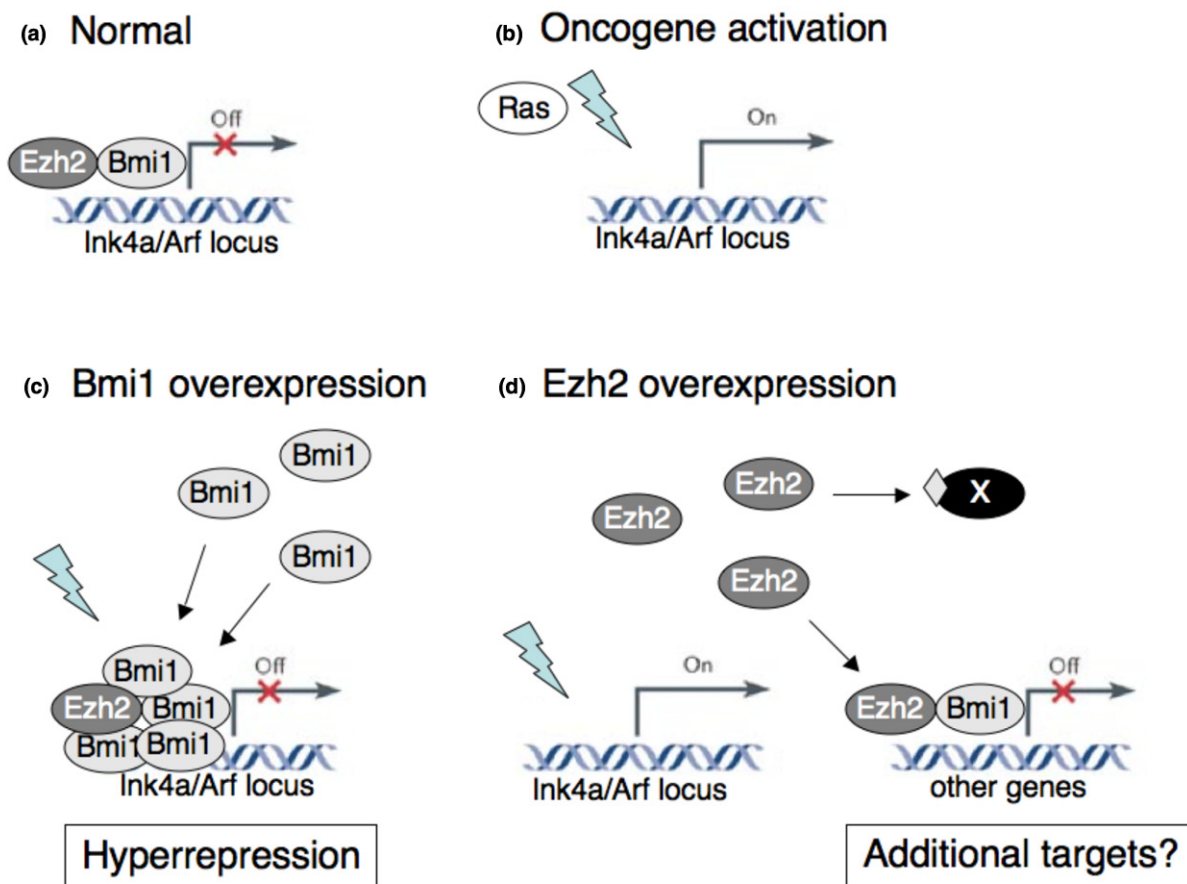 (a) Normal
Off
Ezh2 Bmi1
Ink4a/Arf locus
(b) Oncogene activation
Ras
On
Ink4a/Arf locus
(c) Bmi1 overexpression
Bmi1
Bmi1
Bmi1
Bmi1
Off
Ezh2 Bmi1
Bmi1 Bmi1
Ink4a/Arf locus
Hyperrepression
(d) Ezh2 overexpression
Ezh2 X
Ezh2
Ezh2
On
Ink4a/Arf locus
Off
Ezh2 Bmi1
other genes
Additional targets?